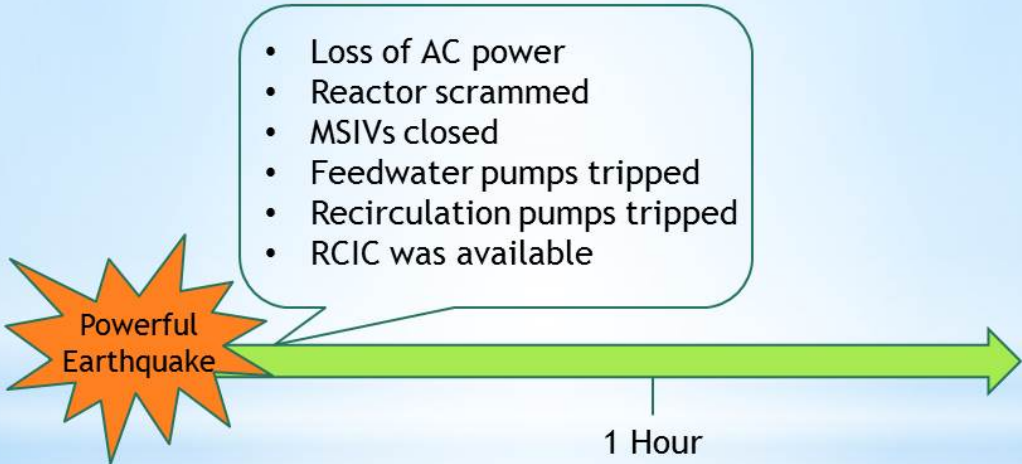 • Loss of AC power
• Reactor scrammed
• MSIVs closed
• Feedwater pumps tripped
• Recirculation pumps tripped
• RCIC was available
Powerful
Earthquake
1 Hour